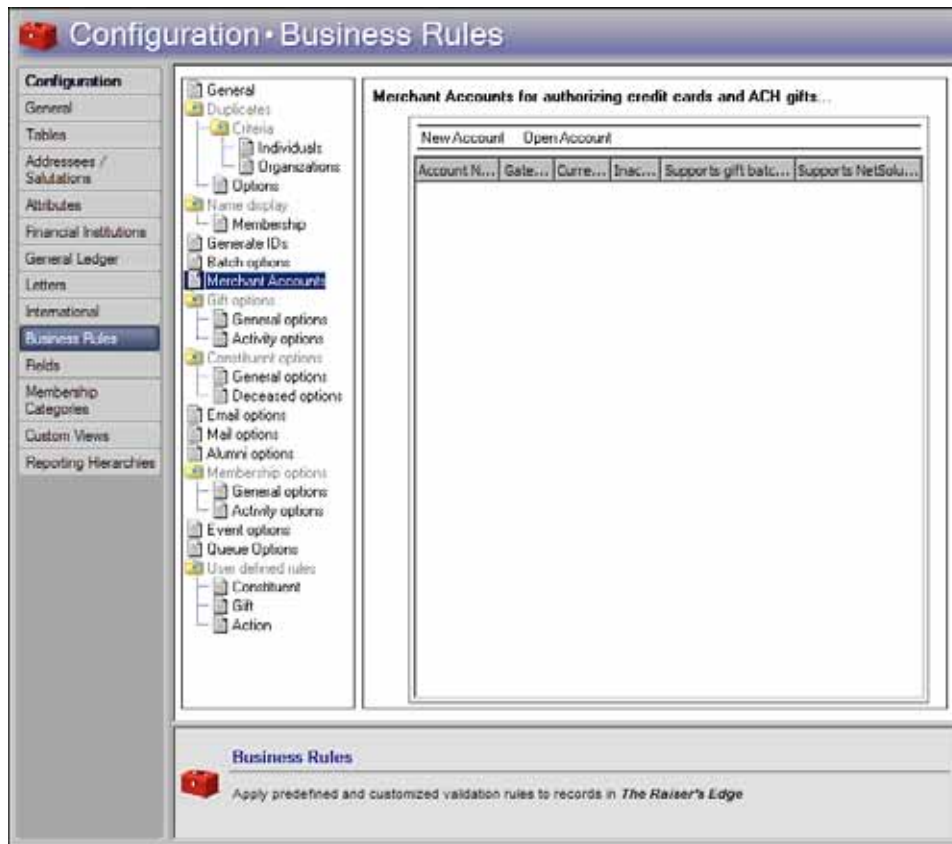 Configuration • Business Rules
Configuration
General
Tables
Addressees /
Salutations
Attributes
Financial Institutions
General Ledger
Letters
International
Business Rules
Fields
Membership
Categories
Custom Views
Reporting Hierarchies
General
Duplicates
Criteria
Individuals
Organizations
Options
Name display
Membership
Generate IDs
Batch options
Merchant Accounts
Gift options
General options
Activity options
Constituent options
General options
Deceased options
Email options
Mail options
Alumni options
Membership options
General options
Activity options
Event options
Queue Options
User defined rules
Constituent
Gift
Action
Merchant Accounts for authorizing credit cards and ACH gifts...
New Account Open Account
Account N... Gate... Curre... Inac... Supports gift batc... Supports NetSolu...
Business Rules
Apply predefined and customized validation rules to records in The Raiser's Edge